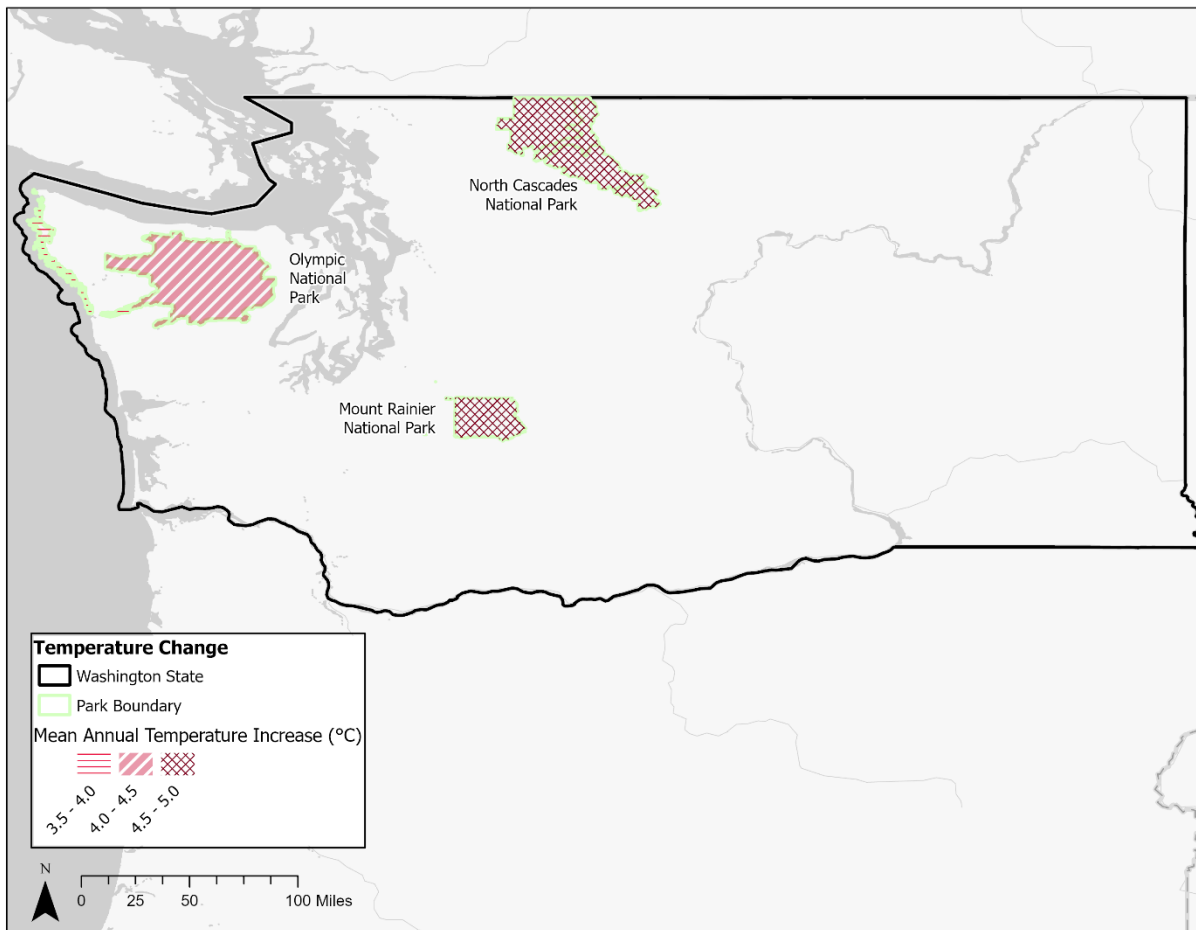 North Cascades
National Park
Olympic
National
Park
Mount Rainier
National Park
Temperature Change
Washington State
Park Boundary
Mean Annual Temperature Increase (°C)
3.5 - 4.0
4.0 - 4.5
4.5 - 5.0
N
0 25 50 100 Miles